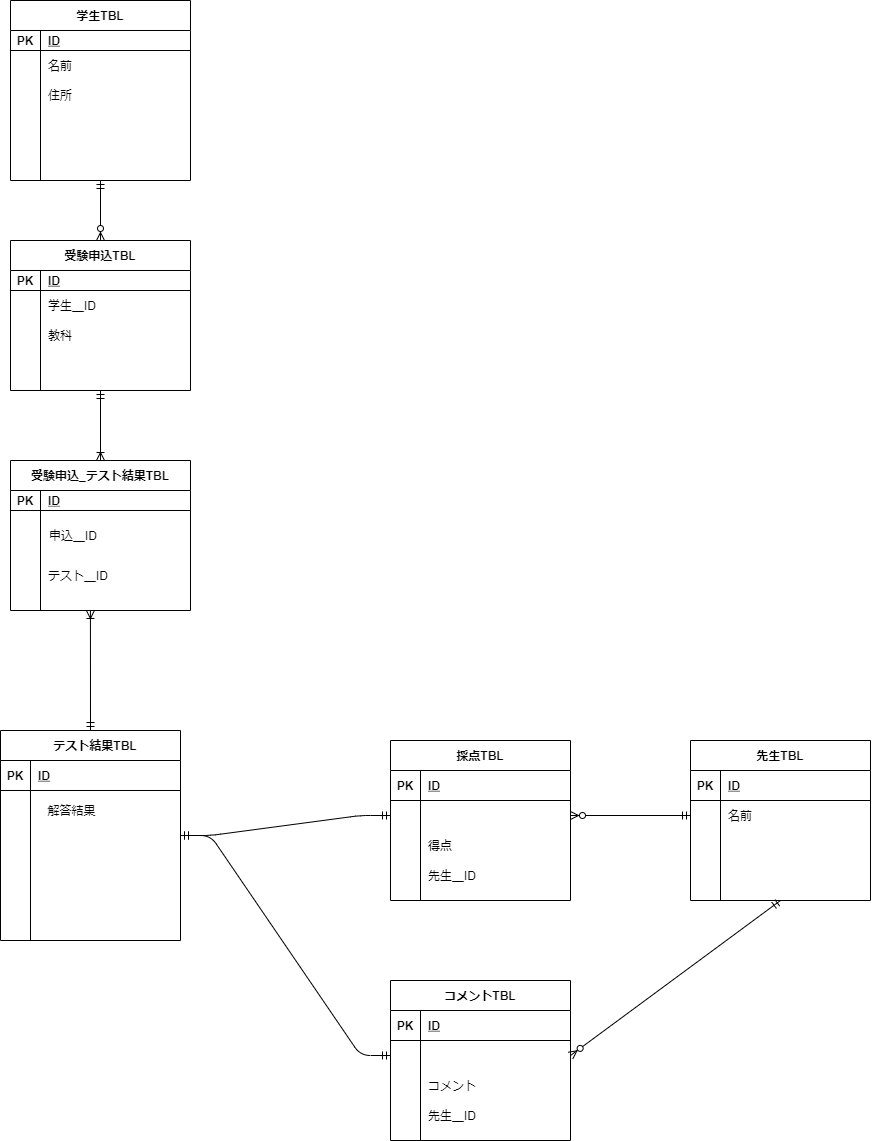 学生TBL
PK ID
名前
住所
受験申込TBL
PK ID
学生__ID
教科
受験申込_テスト結果TBL
PK ID
申込__ID
テスト__ID
テスト結果TBL
PK ID
解答結果
採点TBL
PK ID
得点
先生__ID
先生TBL
PK ID
名前
コメントTBL
PK ID
コメント
先生__ID